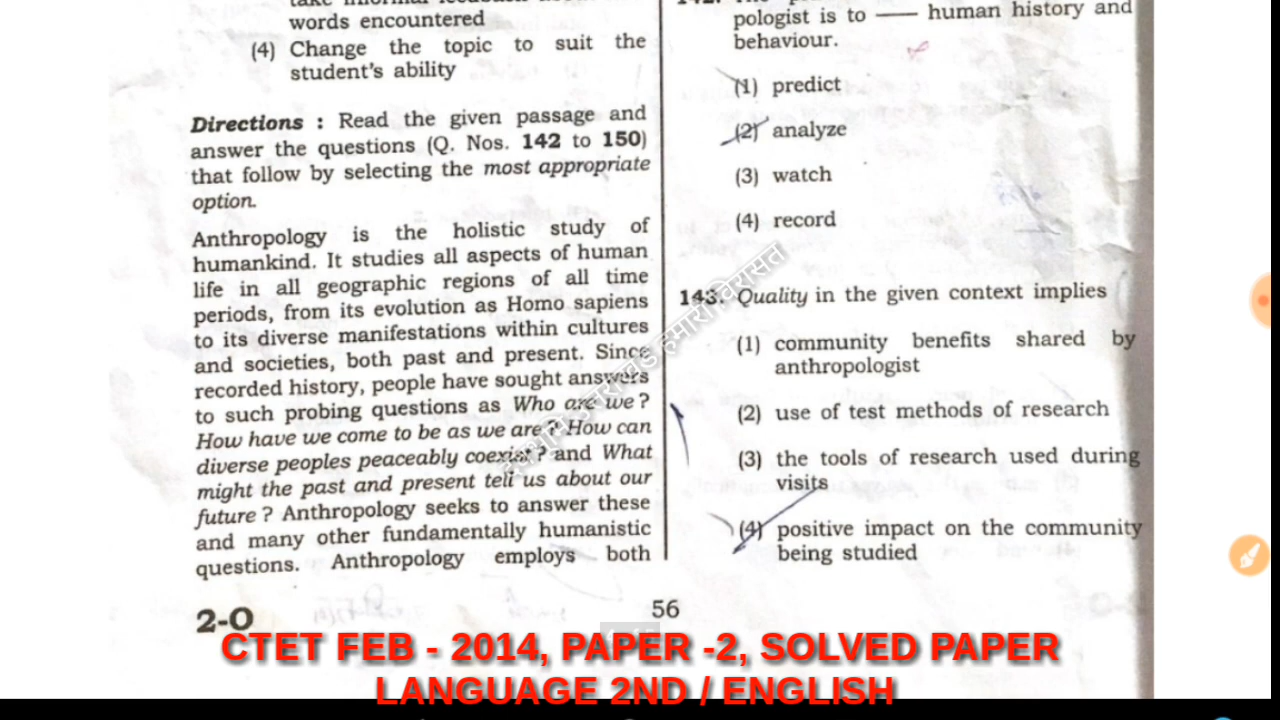 words encountered
(4) Change the topic to suit the
student's ability
Directions : Read the given passage and
answer the questions (Q. Nos. 142 to 150)
that follow by selecting the most appropriate
option.
Anthropology is the holistic study of
humankind. It studies all aspects of human
life in all geographic regions of all time
periods, from its evolution as Homo sapiens
to its diverse manifestations within cultures
and societies, both past and present. Since
recorded history, people have sought answers
to such probing questions as Who are we ?
How have we come to be as we are ? How can
diverse peoples peaceably coexist ? and What
might the past and present tell us about our
future ? Anthropology seeks to answer these
and many other fundamentally humanistic
questions. Anthropology employs both
pologist is to — human history and
behaviour.
(1) predict
(2) analyze
(3) watch
(4) record
143. Quality in the given context implies
(1) community benefits shared by
anthropologist
(2) use of test methods of research
(3) the tools of research used during
visits
(4) positive impact on the community
being studied
2-O
56
देवभूमि उत्तराखंड हमारी विरासत
CTET FEB - 2014, PAPER -2, SOLVED PAPER
LANGUAGE 2ND / ENGLISH